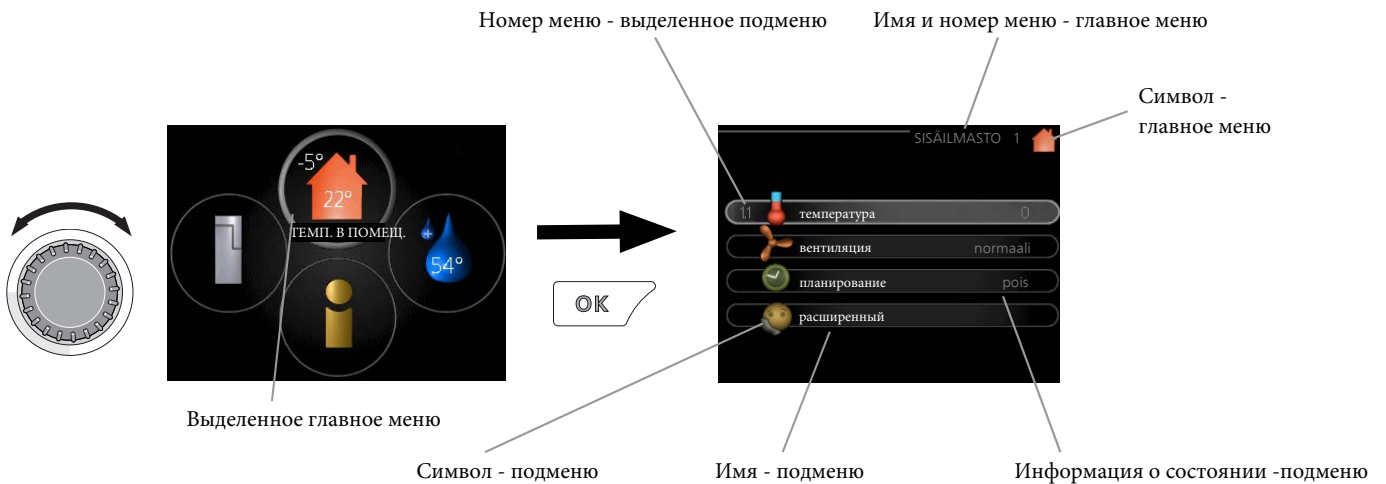 Номер меню - выделенное подменю
Имя и номер меню - главное меню
Символ -
главное меню
-5°
22°
ТЕМП. В ПОМЕЩ.
54°
OK
SISÄILMASTO 1
1.1 температура 0
вентиляция normaali
планирование pois
расширенный
Выделенное главное меню
Символ - подменю
Имя - подменю
Информация о состоянии -подменю